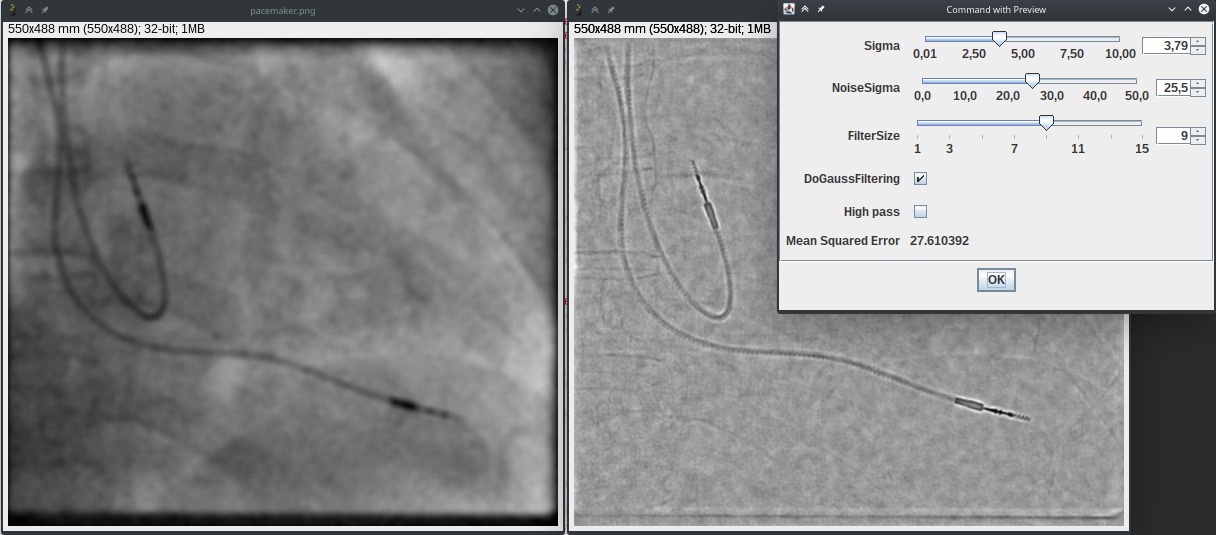 pacemaker.png
550x488 mm (550x488); 32-bit; 1MB
550x488 mm (550x488); 32-bit; 1MB
Command with Preview
Sigma
0,01 2,50 5,00 7,50 10,00
3,79
NoiseSigma
0,0 10,0 20,0 30,0 40,0 50,0
25,5
FilterSize
1 3 7 11 15
9
DoGaussFiltering
High pass
Mean Squared Error 27.610392
OK